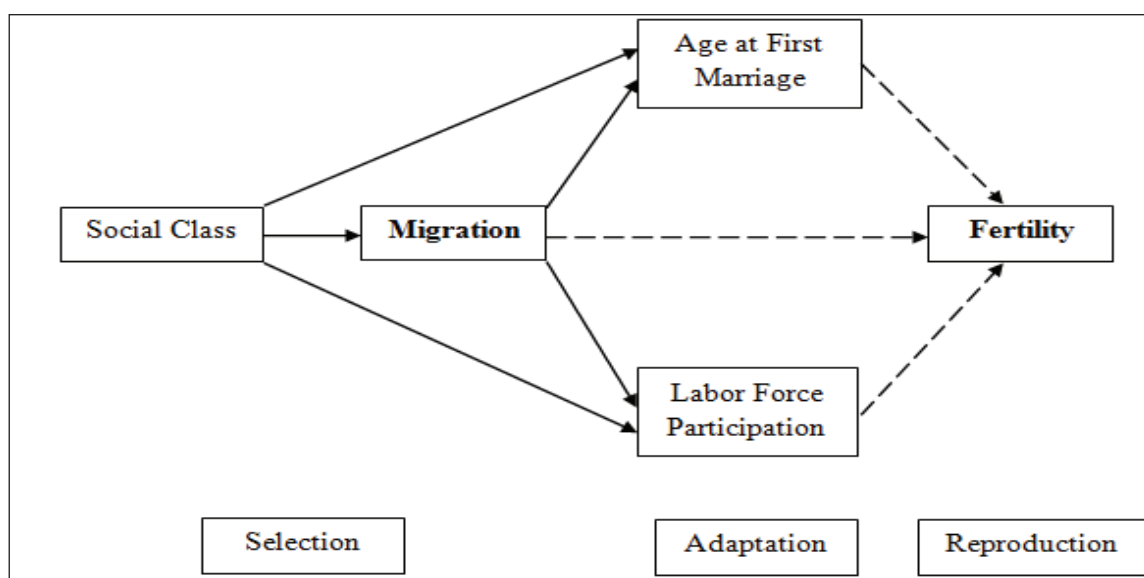 Age at First
Marriage
Social Class
Migration
Fertility
Labor Force
Participation
Selection
Adaptation
Reproduction